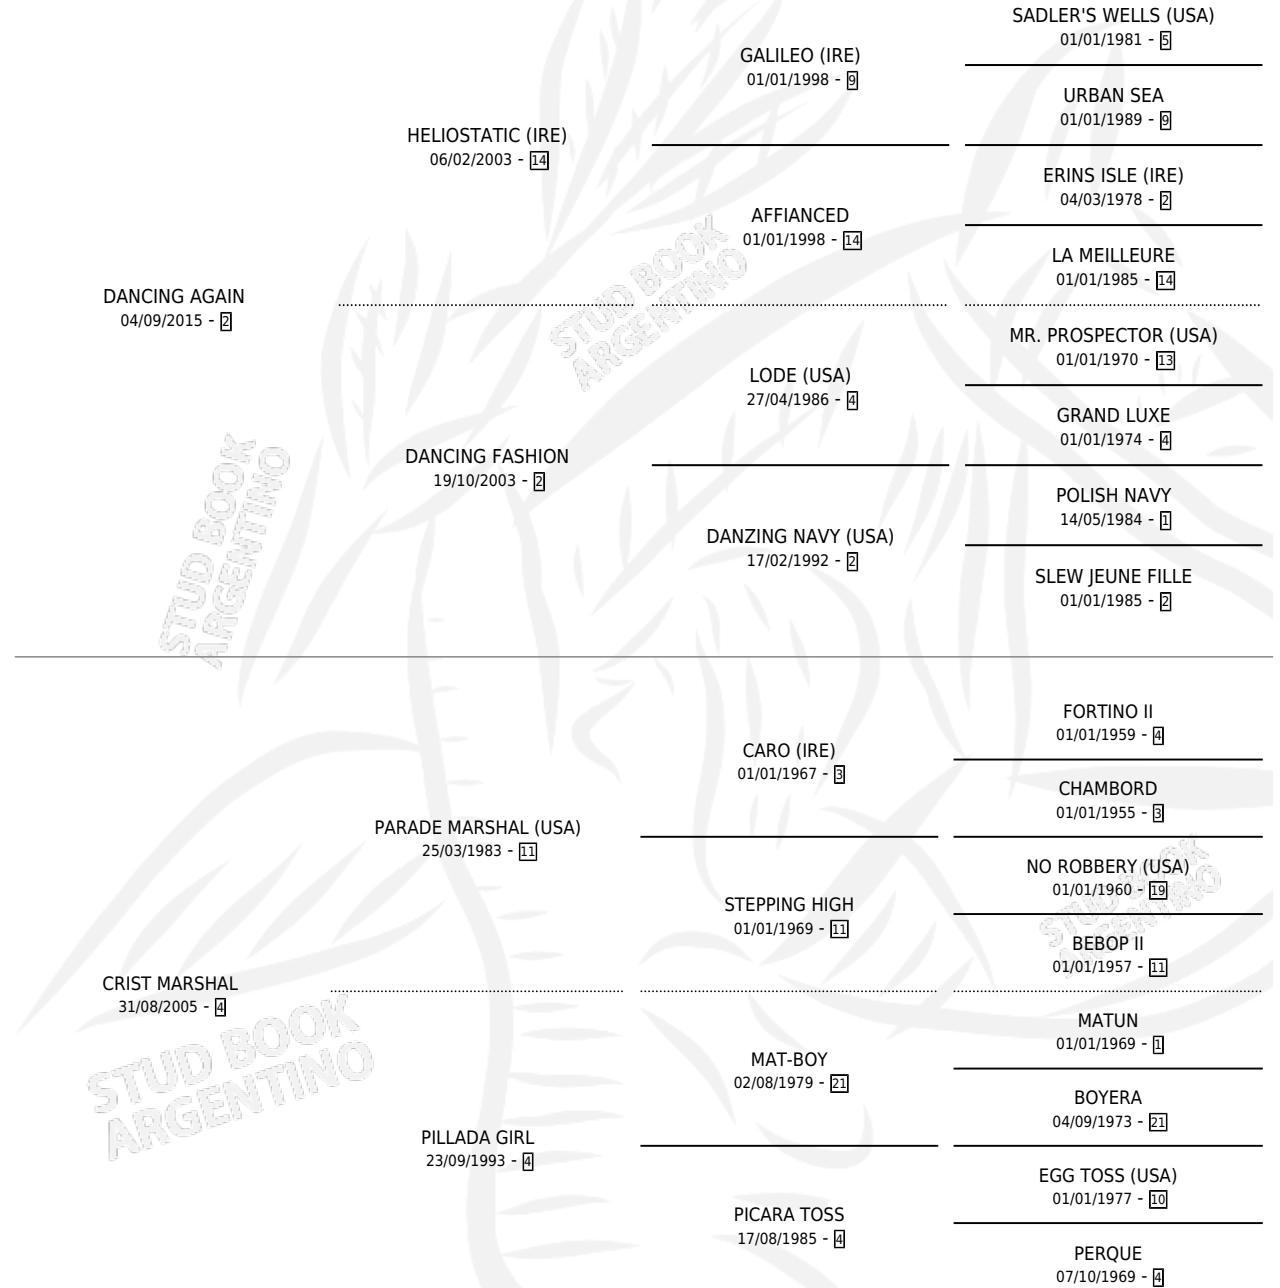 SADLER'S WELLS (USA)
01/01/1981 - 5
GALILEO (IRE)
01/01/1998 - 9
URBAN SEA
01/01/1989 - 9
HELIOSTATIC (IRE)
06/02/2003 - 14
ERINS ISLE (IRE)
04/03/1978 - 2
AFFIANCED
01/01/1998 - 14
LA MEILLEURE
01/01/1985 - 14
DANCING AGAIN
04/09/2015 - 2
MR. PROSPECTOR (USA)
01/01/1970 - 13
LODE (USA)
27/04/1986 - 4
GRAND LUXE
01/01/1974 - 4
DANCING FASHION
19/10/2003 - 2
POLISH NAVY
14/05/1984 - 1
DANZING NAVY (USA)
17/02/1992 - 2
SLEW JEUNE FILLE
01/01/1985 - 2
FORTINO II
01/01/1959 - 4
CARO (IRE)
01/01/1967 - 3
CHAMBORD
01/01/1955 - 3
PARADE MARSHAL (USA)
25/03/1983 - 11
NO ROBBERY (USA)
01/01/1960 - 19
STEPPING HIGH
01/01/1969 - 11
BEBOP II
01/01/1957 - 11
CRIST MARSHAL
31/08/2005 - 4
MATUN
01/01/1969 - 1
MAT-BOY
02/08/1979 - 21
BOYERA
04/09/1973 - 21
PILLADA GIRL
23/09/1993 - 4
EGG TOSS (USA)
01/01/1977 - 10
PICARA TOSS
17/08/1985 - 4
PERQUE
07/10/1969 - 4
STUD BOOK
ARGENTINO
STUD BOOK
ARGENTINO
STUD BOOK
ARGENTINO
STUD BOOK
ARGENTINO